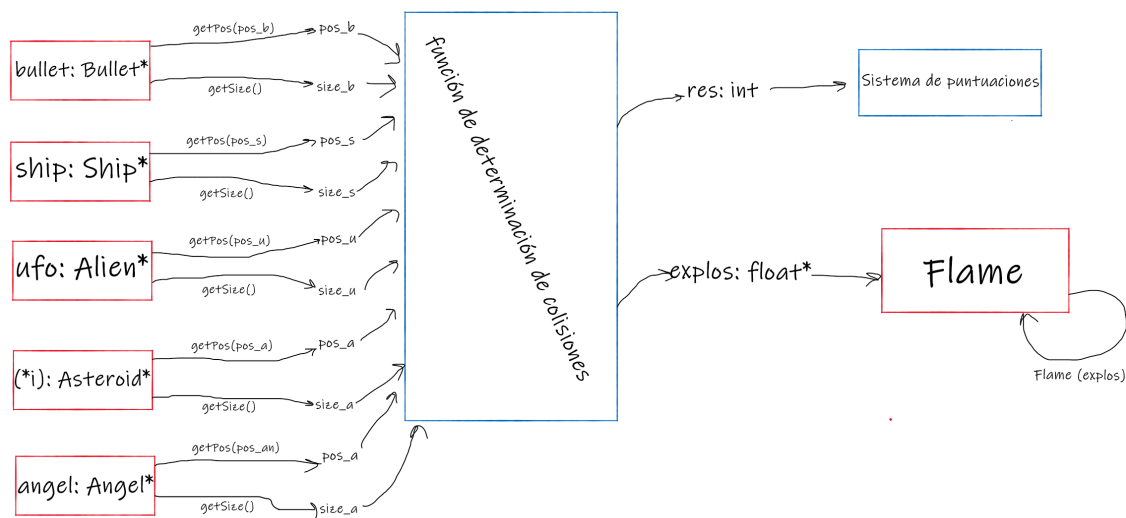 getPos(pos_b)
pos_b
bullet: Bullet*
getSize()
size_b
getPos(pos_s)
pos_s
ship: Ship*
getSize()
size_s
getPos(pos_u)
pos_u
ufo: Alien*
getSize()
size_u
getPos(pos_a)
pos_a
(*i): Asteroid*
getSize()
size_a
getPos(pos_an)
pos_a
angel: Angel*
getSize()
size_a
función de determinación de colisiones
res: int
Sistema de puntuaciones
explos: float*
Flame
Flame (explos)